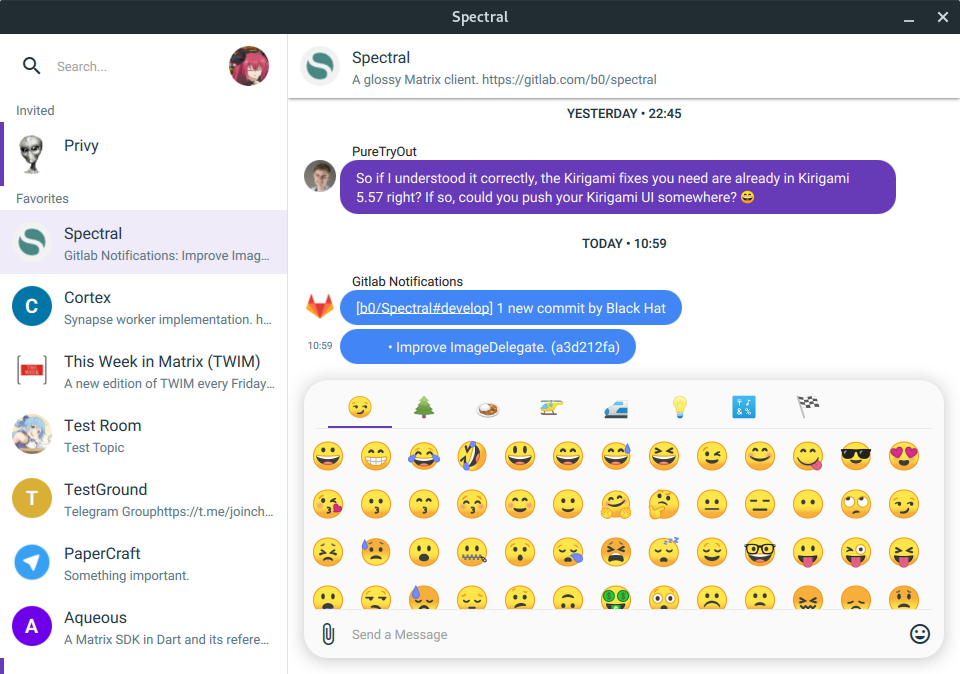 Spectral
Search...
Invited
Privy
Favorites
Spectral
Gitlab Notifications: Improve Imag...
C
Cortex
Synapse worker implementation. h...
This Week in Matrix (TWIM)
A new edition of TWIM every Friday...
Test Room
Test Topic
T
TestGround
Telegram Grouphttps://t.me/joinch...
PaperCraft
Something important.
A
Aqueous
A Matrix SDK in Dart and its refere...
Spectral
A glossy Matrix client. https://gitlab.com/b0/spectral
YESTERDAY • 22:45
PureTryOut
So if I understood it correctly, the Kirigami fixes you need are already in Kirigami
5.57 right? If so, could you push your Kirigami UI somewhere? 😄
TODAY • 10:59
Gitlab Notifications
[b0/Spectral#develop] 1 new commit by Black Hat
10:59
• Improve ImageDelegate. (a3d212fa)
Send a Message